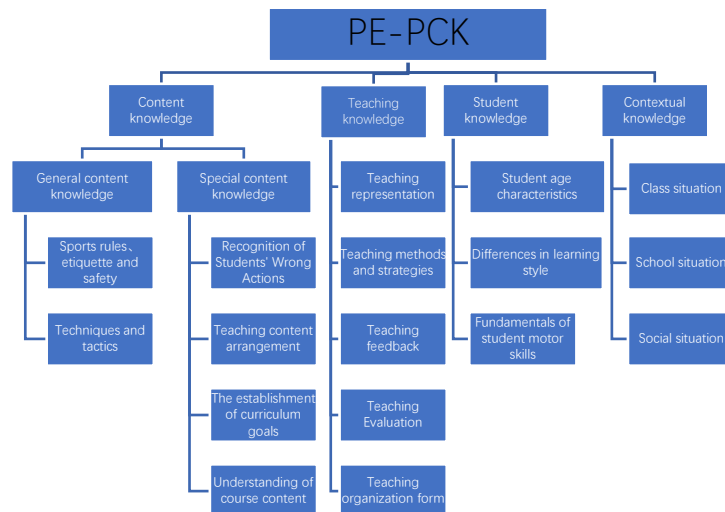 PE-PCK
Content
knowledge
Teaching
knowledge
Student
knowledge
Contextual
knowledge
General content
knowledge
Special content
knowledge
Sports rules、
etiquette and
safety
Techniques and
tactics
Recognition of
Students' Wrong
Actions
Teaching content
arrangement
The establishment
of curriculum
goals
Understanding of
course content
Teaching
representation
Teaching methods
and strategies
Teaching
feedback
Teaching
Evaluation
Teaching
organization form
Student age
characteristics
Differences in learning
style
Fundamentals of
student motor
skills
Class situation
School situation
Social situation